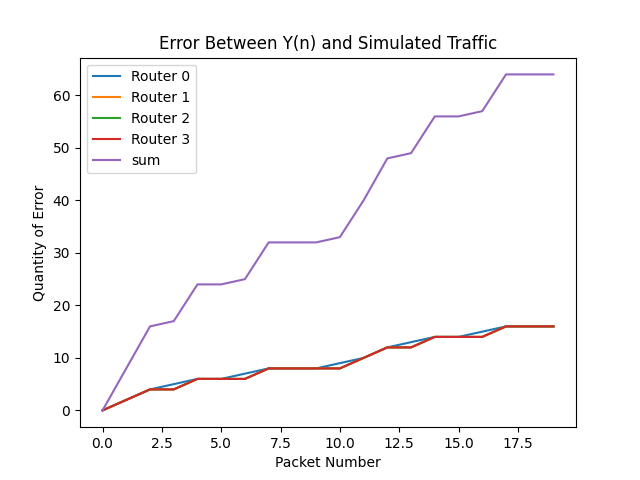 Error Between Y(n) and Simulated Traffic
Router 0
Router 1
Router 2
Router 3
sum
Quantity of Error
60
50
40
30
20
10
0
0.0 2.5 5.0 7.5 10.0 12.5 15.0 17.5
Packet Number